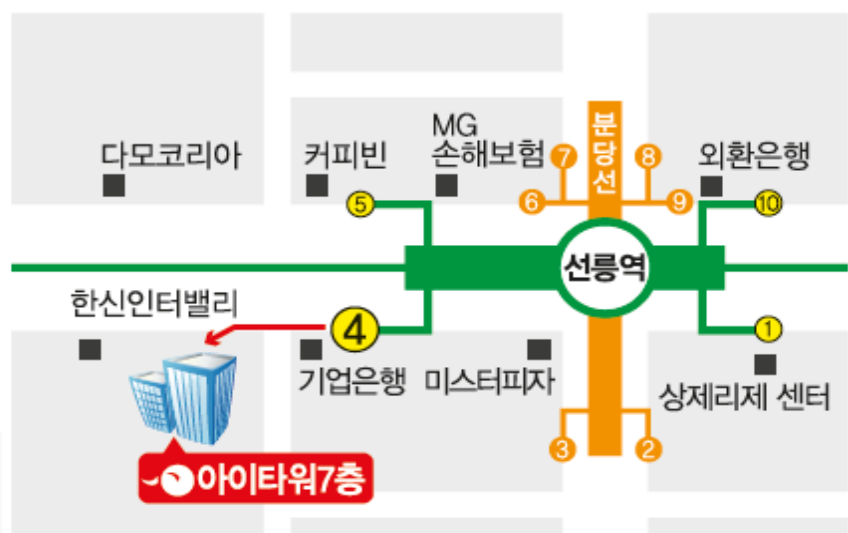 다모코리아
커피빈
MG
손해보험
분당선
외환은행
7
8
5
6
9
10
선릉역
한신인터밸리
4
1
기업은행
미스터피자
상제리제 센터
3
2
아이타워7층